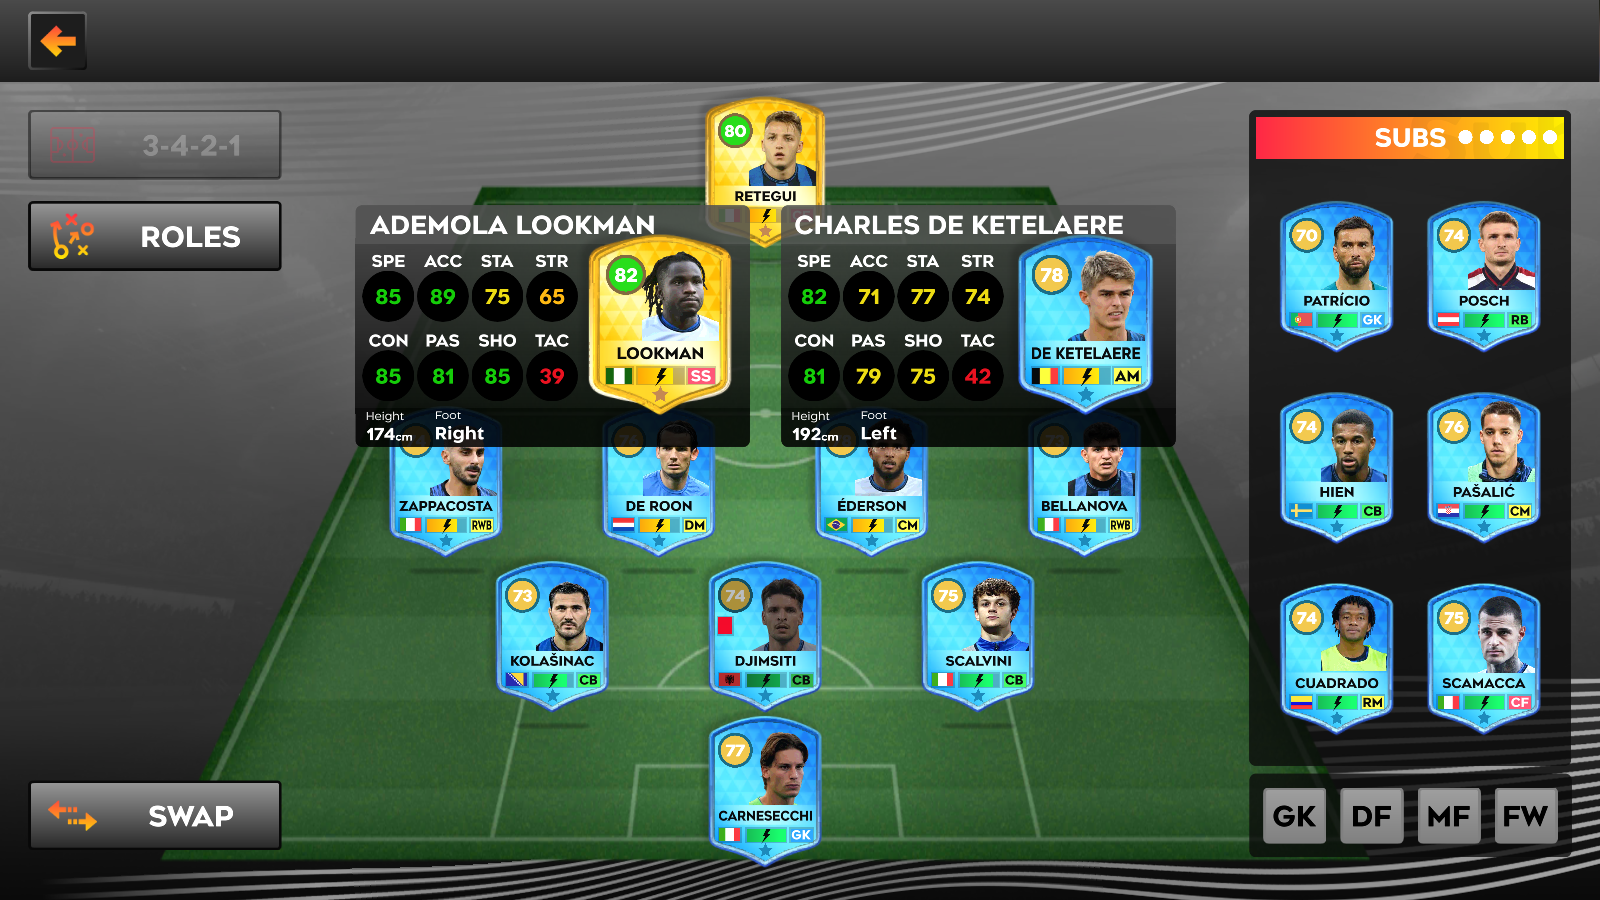 3-4-2-1
ROLES
SWAP
80
RETEGUI
ADEMOLA LOOKMAN
SPE ACC STA STR
85 89 75 65
CON PAS SHO TAC
85 81 85 39
Height Foot
174cm Right
82
LOOKMAN
SS
CHARLES DE KETELAERE
SPE ACC STA STR
82 71 77 74
CON PAS SHO TAC
81 79 75 42
Height Foot
192cm Left
78
DE KETELAERE
AM
ZAPPACOSTA
RWB
76
DE ROON
DM
ÉDERSON
CM
BELLANOVA
RWB
73
KOLAŠINAC
CB
74
DJIMSITI
CB
75
SCALVINI
CB
77
CARNESECCHI
GK
SUBS
70
PATRÍCIO
GK
74
POSCH
RB
74
HIEN
CB
76
PAŠALIĆ
CM
74
CUADRADO
RM
75
SCAMACCA
CF
GK DF MF FW